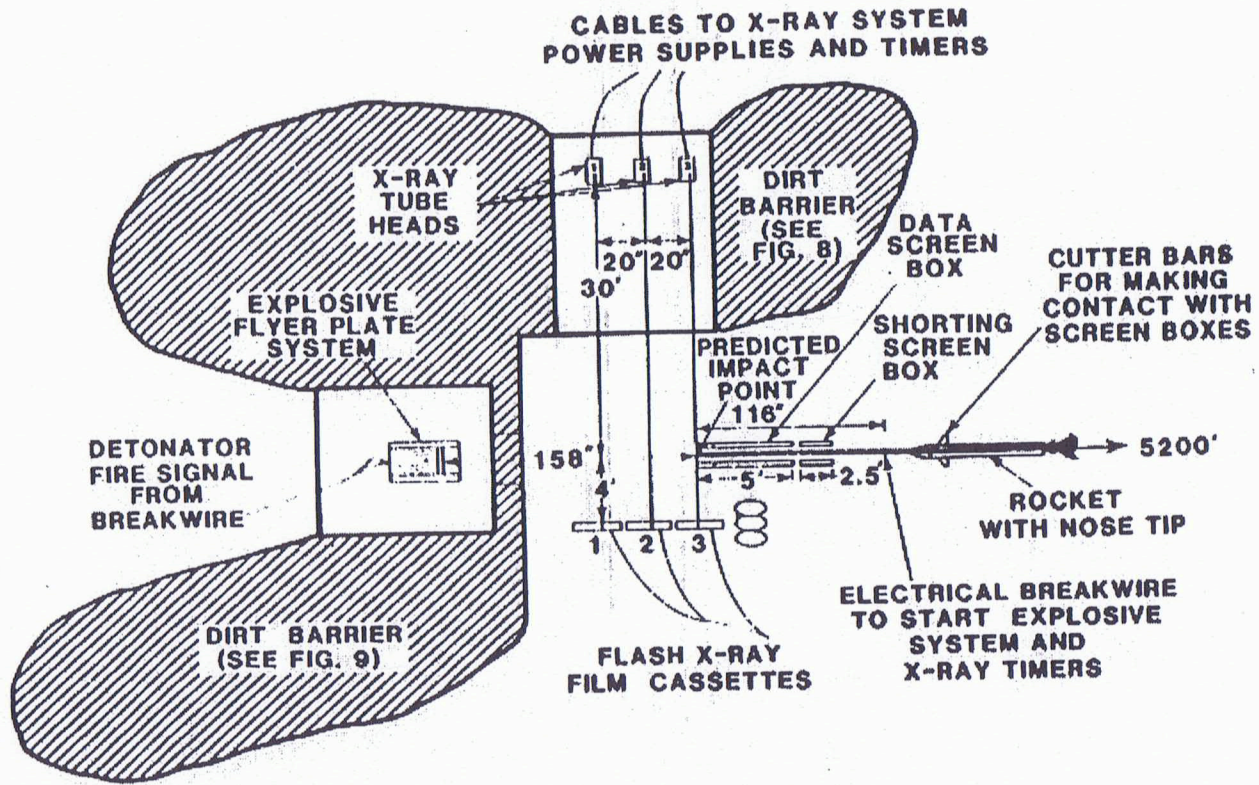 CABLES TO X-RAY SYSTEM
POWER SUPPLIES AND TIMERS
X-RAY
TUBE
HEADS
1
2
3
DIRT
BARRIER
(SEE
FIG. 8)
DATA
SCREEN
BOX
CUTTER BARS
FOR MAKING
CONTACT WITH
SCREEN BOXES
20"
20"
30'
EXPLOSIVE
FLYER PLATE
SYSTEM
SHORTING
SCREEN
BOX
PREDICTED
IMPACT
POINT
116"
DETONATOR
FIRE SIGNAL
FROM
BREAKWIRE
158"
4'
5'
2.5'
5200'
ROCKET
WITH NOSE TIP
1
2
3
ELECTRICAL BREAKWIRE
TO START EXPLOSIVE
SYSTEM AND
X-RAY TIMERS
DIRT BARRIER
(SEE FIG. 9)
FLASH X-RAY
FILM CASSETTES